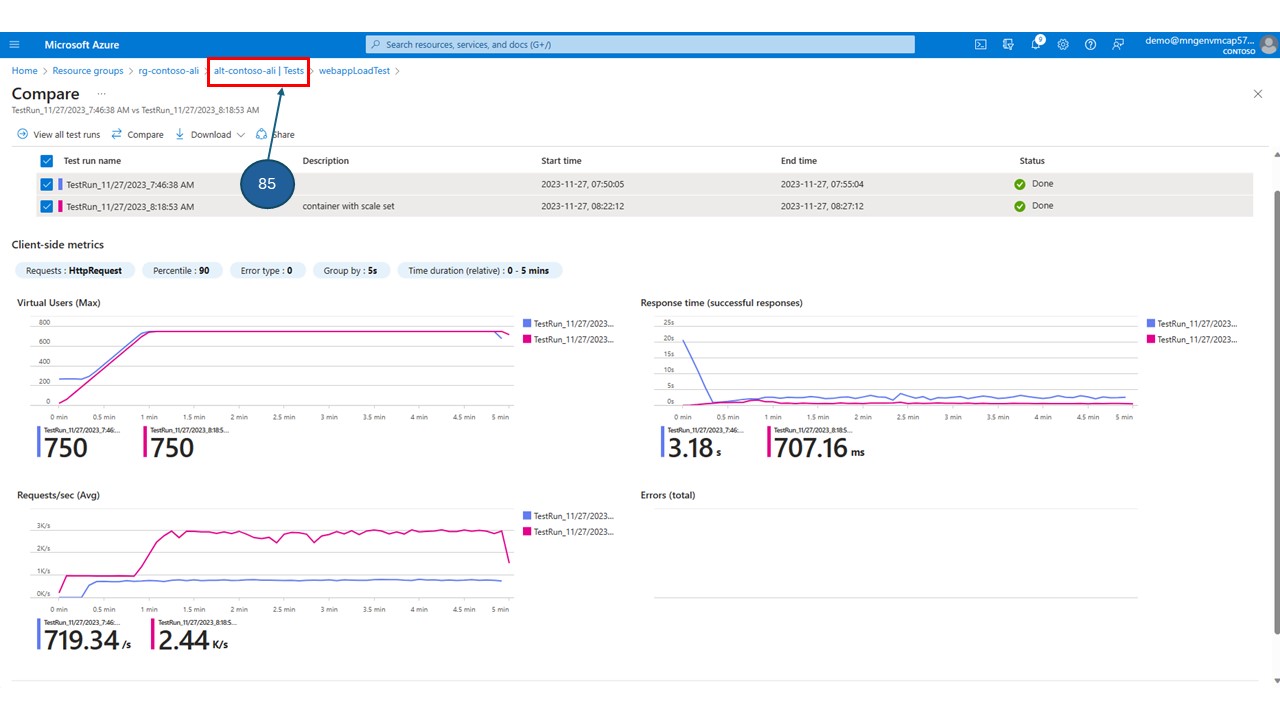 Microsoft Azure
Search resources, services, and docs (G+/)
9
demo@mngenvmcap57...
CONTOSO
Home > Resource groups > rg-contoso-ali > alt-contoso-ali | Tests > webappLoadTest >
Compare ...
TestRun_11/27/2023_7:46:38 AM vs TestRun_11/27/2023_8:18:53 AM
View all test runs Compare Download Share
85
Test run name Description Start time End time Status
TestRun_11/27/2023_7:46:38 AM 2023-11-27, 07:50:05 2023-11-27, 07:55:04 Done
TestRun_11/27/2023_8:18:53 AM container with scale set 2023-11-27, 08:22:12 2023-11-27, 08:27:12 Done
Client-side metrics
Requests : HttpRequest Percentile : 90 Error type : 0 Group by : 5s Time duration (relative) : 0 - 5 mins
Virtual Users (Max)
800
600
400
200
0
0 min 0.5 min 1 min 1.5 min 2 min 2.5 min 3 min 3.5 min 4 min 4.5 min 5 min
TestRun_11/27/2023...
TestRun_11/27/2023...
TestRun_11/27/2023_7:46:...
750
TestRun_11/27/2023_8:18:5...
750
Response time (successful responses)
25s
20s
15s
10s
5s
0s
0 min 0.5 min 1 min 1.5 min 2 min 2.5 min 3 min 3.5 min 4 min 4.5 min 5 min
TestRun_11/27/2023...
TestRun_11/27/2023...
TestRun_11/27/2023_7:46:...
3.18 s
TestRun_11/27/2023_8:18:5...
707.16 ms
Requests/sec (Avg)
3K/s
2K/s
1K/s
0K/s
0 min 0.5 min 1 min 1.5 min 2 min 2.5 min 3 min 3.5 min 4 min 4.5 min 5 min
TestRun_11/27/2023...
TestRun_11/27/2023...
TestRun_11/27/2023_7:46:...
719.34 /s
TestRun_11/27/2023_8:18:5...
2.44 K/s
Errors (total)